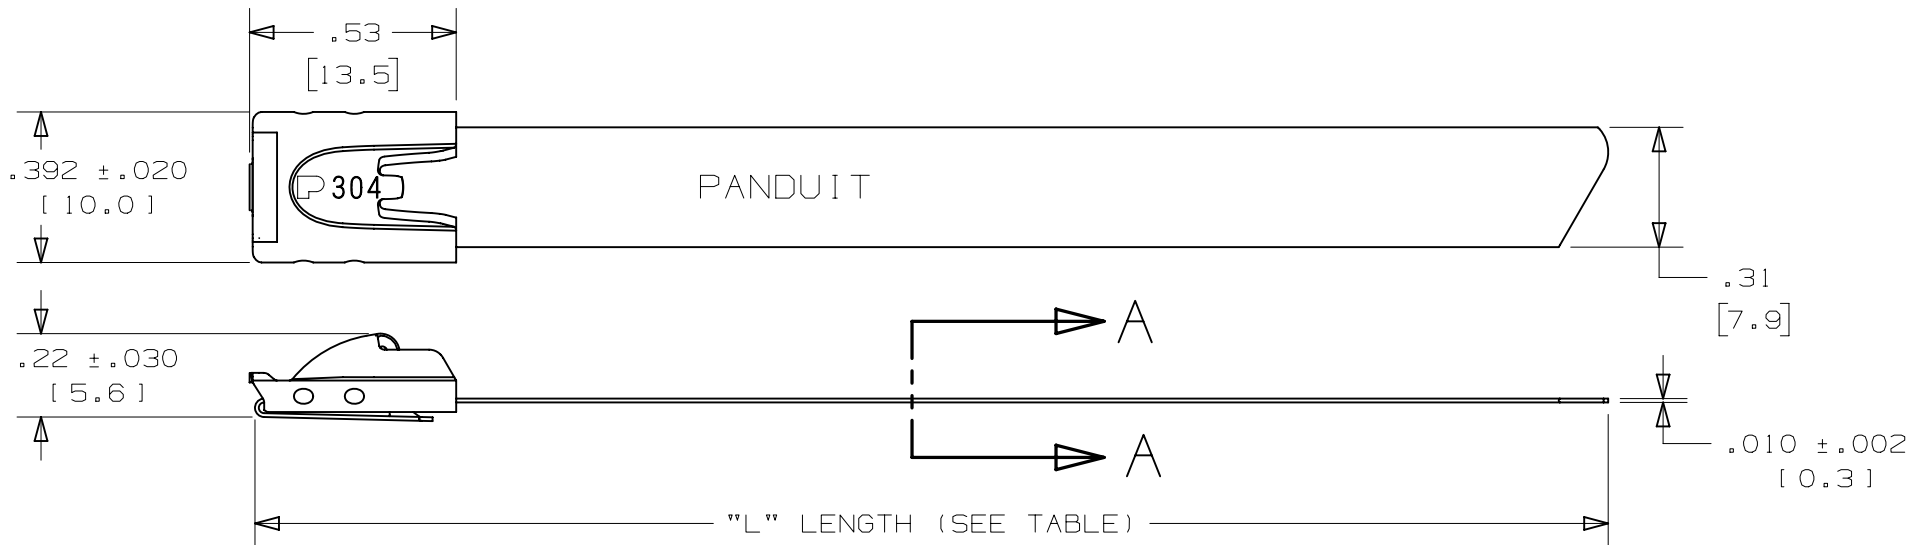 .53
[13.5]
.392 ±.020
[10.0]
P304
PANDUIT
.31
[7.9]
A
.22 ±.030
[5.6]
A
.010 ±.002
[0.3]
"L" LENGTH (SEE TABLE)